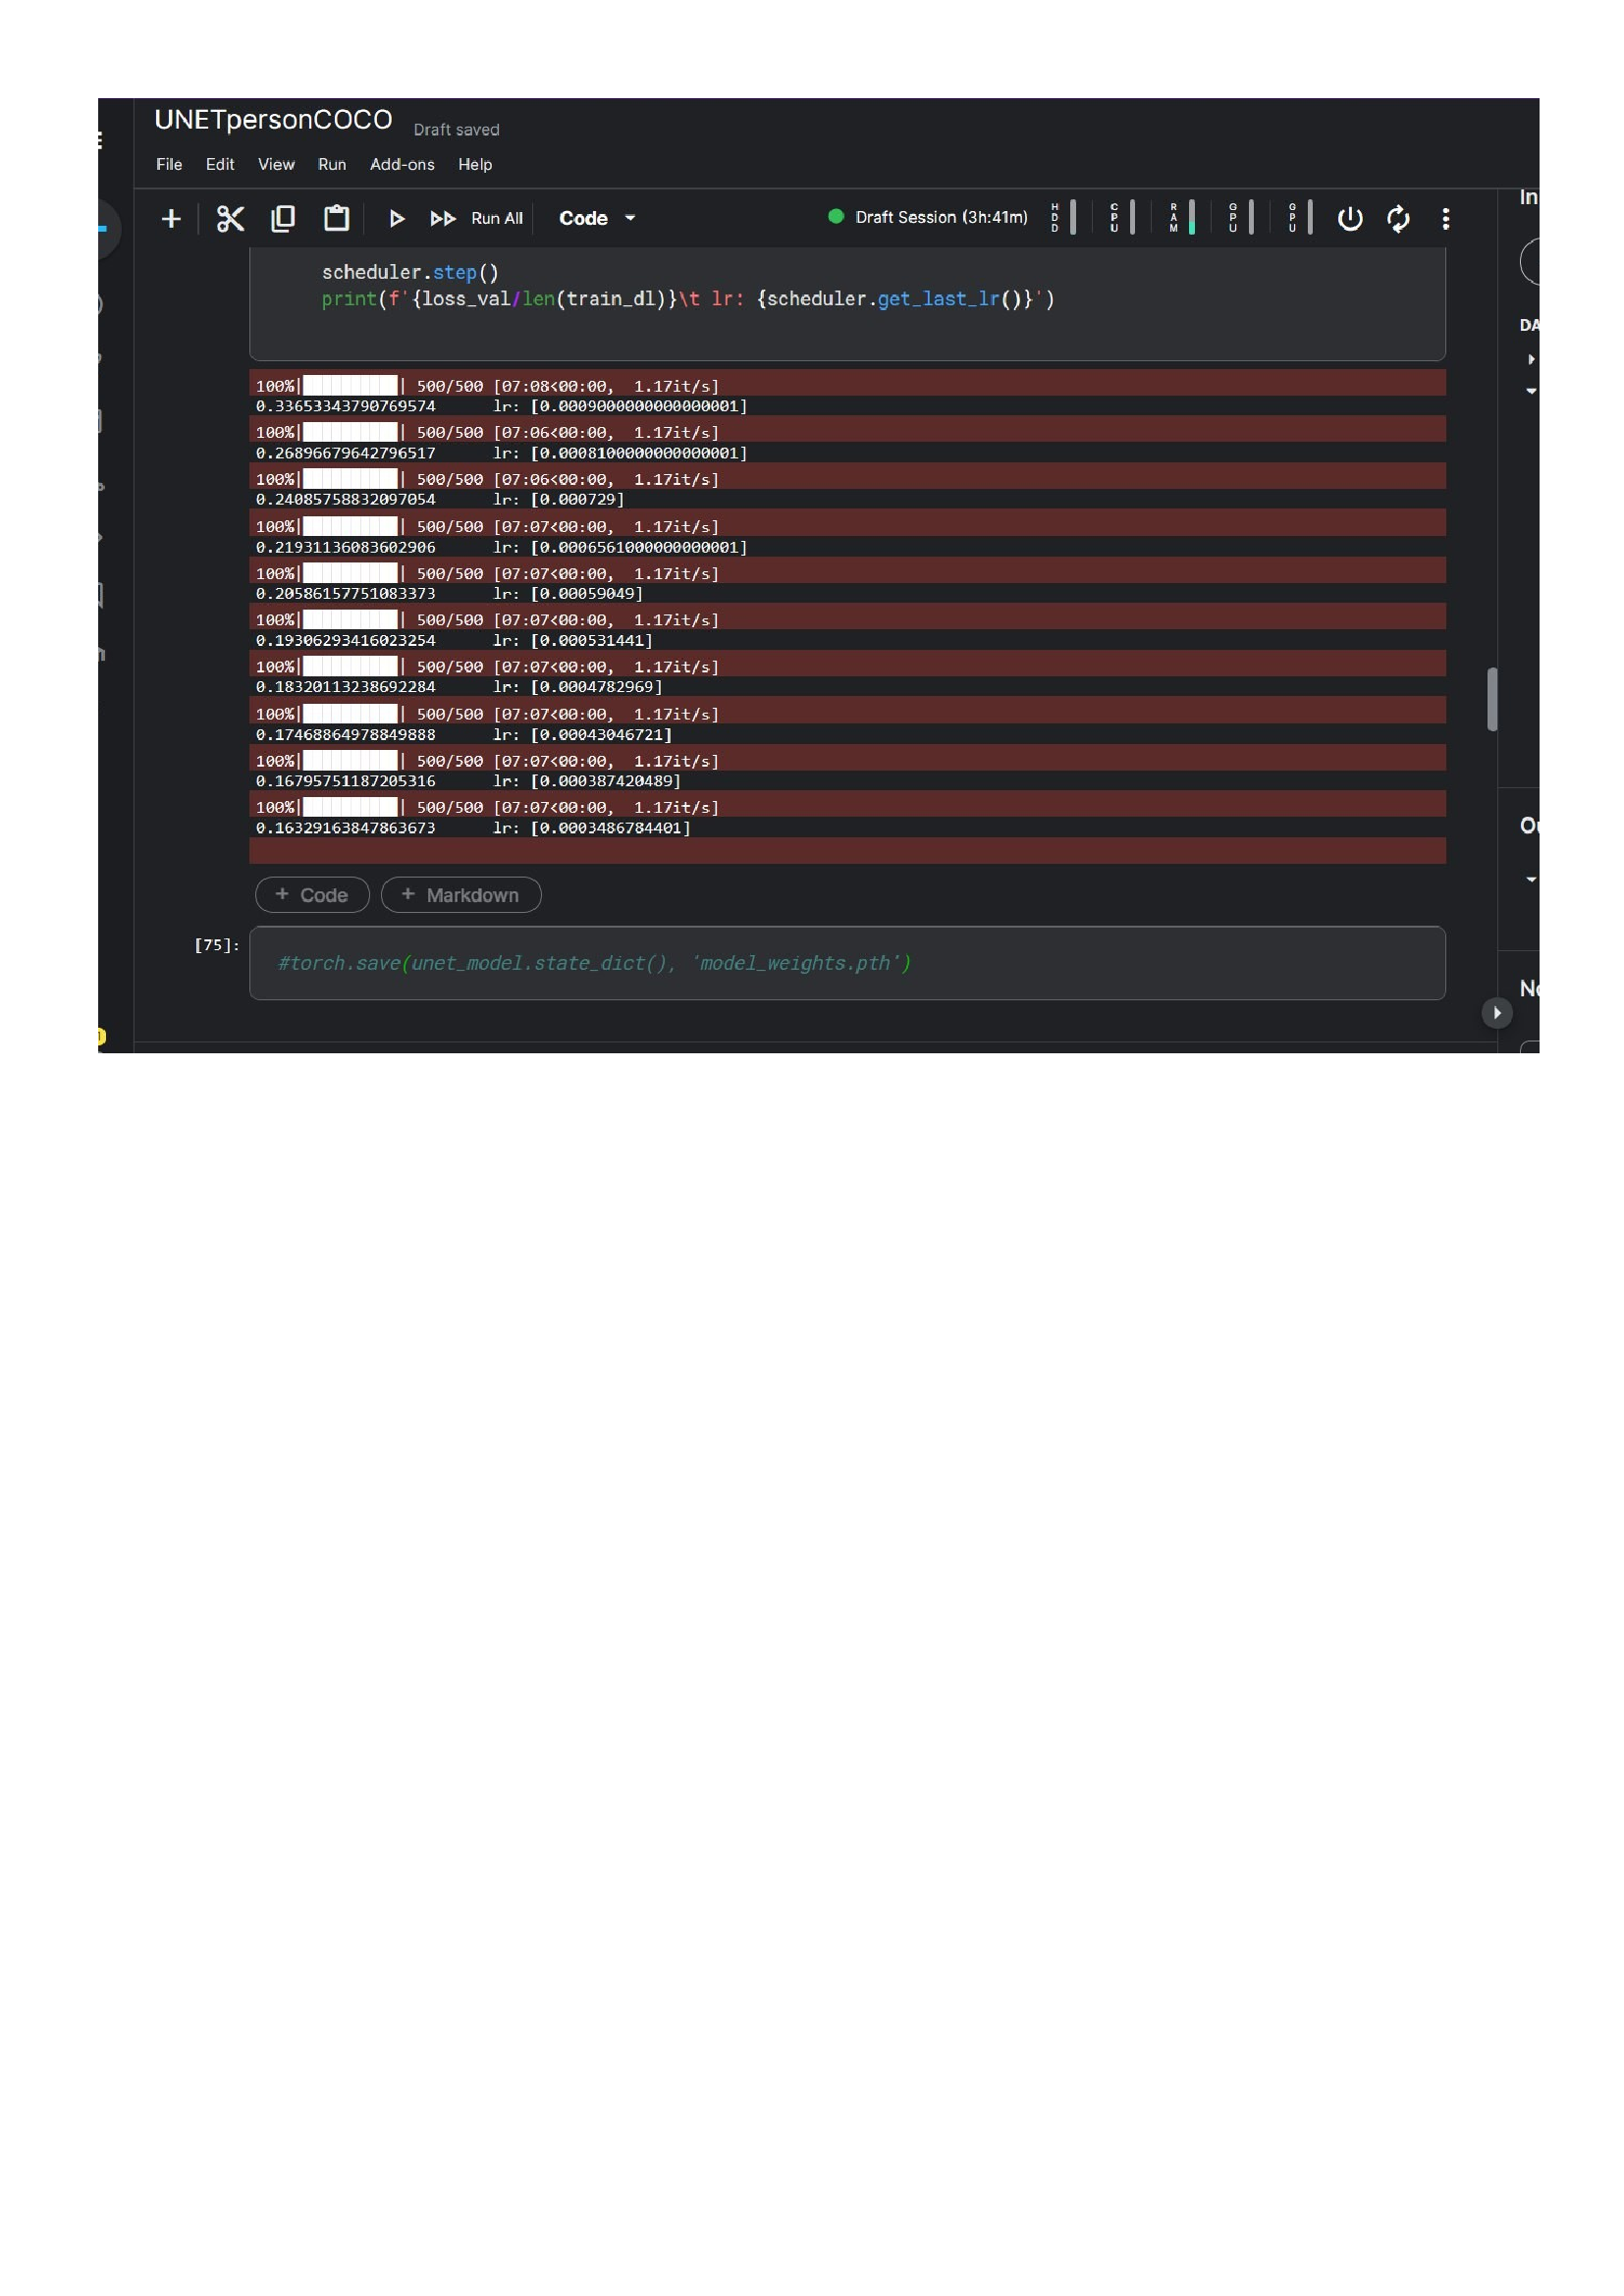 UNETpersonCOCO Draft saved
File Edit View Run Add-ons Help
Run All Code Draft Session (3h:41m) HDD CPU RAM GPU GPU
scheduler.step()
print(f'{loss_val/len(train_dl)}\t lr: {scheduler.get_last_lr()}')
100%|██████████| 500/500 [07:08<00:00, 1.17it/s]
0.33653343790769574 lr: [0.0009000000000000001]
100%|██████████| 500/500 [07:06<00:00, 1.17it/s]
0.26896679642796517 lr: [0.0008100000000000001]
100%|██████████| 500/500 [07:06<00:00, 1.17it/s]
0.24085758832097054 lr: [0.000729]
100%|██████████| 500/500 [07:07<00:00, 1.17it/s]
0.21931136083602906 lr: [0.0006561000000000001]
100%|██████████| 500/500 [07:07<00:00, 1.17it/s]
0.20586157751083373 lr: [0.00059049]
100%|██████████| 500/500 [07:07<00:00, 1.17it/s]
0.19306293416023254 lr: [0.000531441]
100%|██████████| 500/500 [07:07<00:00, 1.17it/s]
0.18320113238692284 lr: [0.0004782969]
100%|██████████| 500/500 [07:07<00:00, 1.17it/s]
0.17468864978849888 lr: [0.00043046721]
100%|██████████| 500/500 [07:07<00:00, 1.17it/s]
0.16795751187205316 lr: [0.000387420489]
100%|██████████| 500/500 [07:07<00:00, 1.17it/s]
0.16329163847863673 lr: [0.0003486784401]
+ Code + Markdown
[75]:
#torch.save(unet_model.state_dict(), 'model_weights.pth')